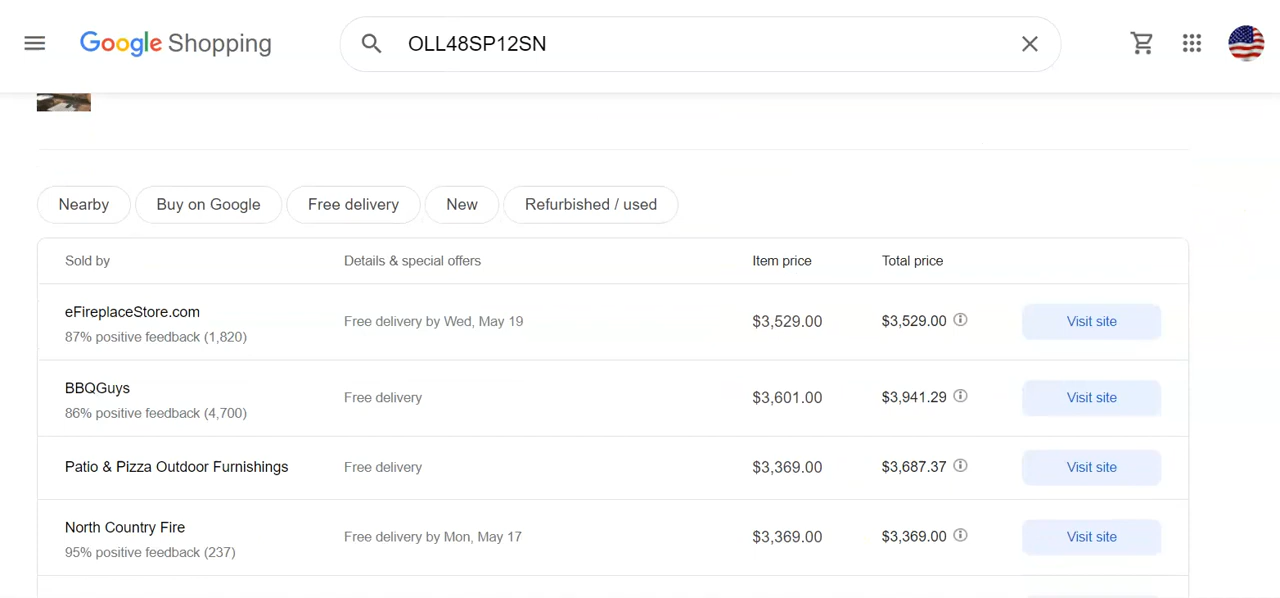 Google Shopping
OLL48SP12SN
Nearby
Buy on Google
Free delivery
New
Refurbished / used
Sold by
Details & special offers
Item price
Total price
eFireplaceStore.com
87% positive feedback (1,820)
Free delivery by Wed, May 19
$3,529.00
$3,529.00
Visit site
BBQGuys
86% positive feedback (4,700)
Free delivery
$3,601.00
$3,941.29
Visit site
Patio & Pizza Outdoor Furnishings
Free delivery
$3,369.00
$3,687.37
Visit site
North Country Fire
95% positive feedback (237)
Free delivery by Mon, May 17
$3,369.00
$3,369.00
Visit site